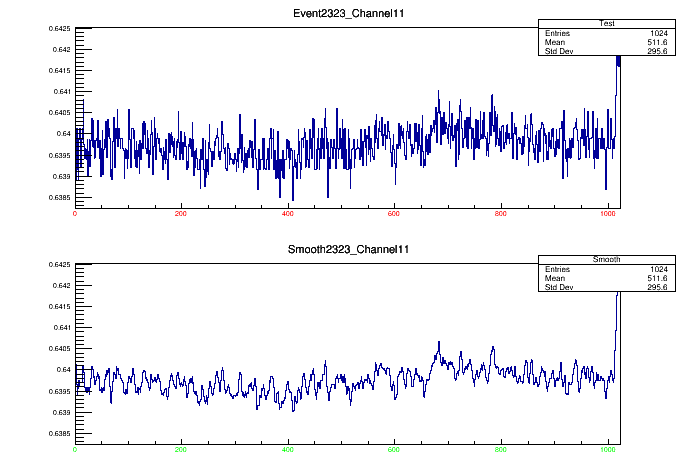 Event2323_Channel11
Test
Entries 1024
Mean 511.6
Std Dev 295.6
0.6425
0.642
0.6415
0.641
0.6405
0.64
0.6395
0.639
0.6385
0 200 400 600 800 1000
Smooth2323_Channel11
Smooth
Entries 1024
Mean 511.6
Std Dev 295.6
0.6425
0.642
0.6415
0.641
0.6405
0.64
0.6395
0.639
0.6385
0 200 400 600 800 1000